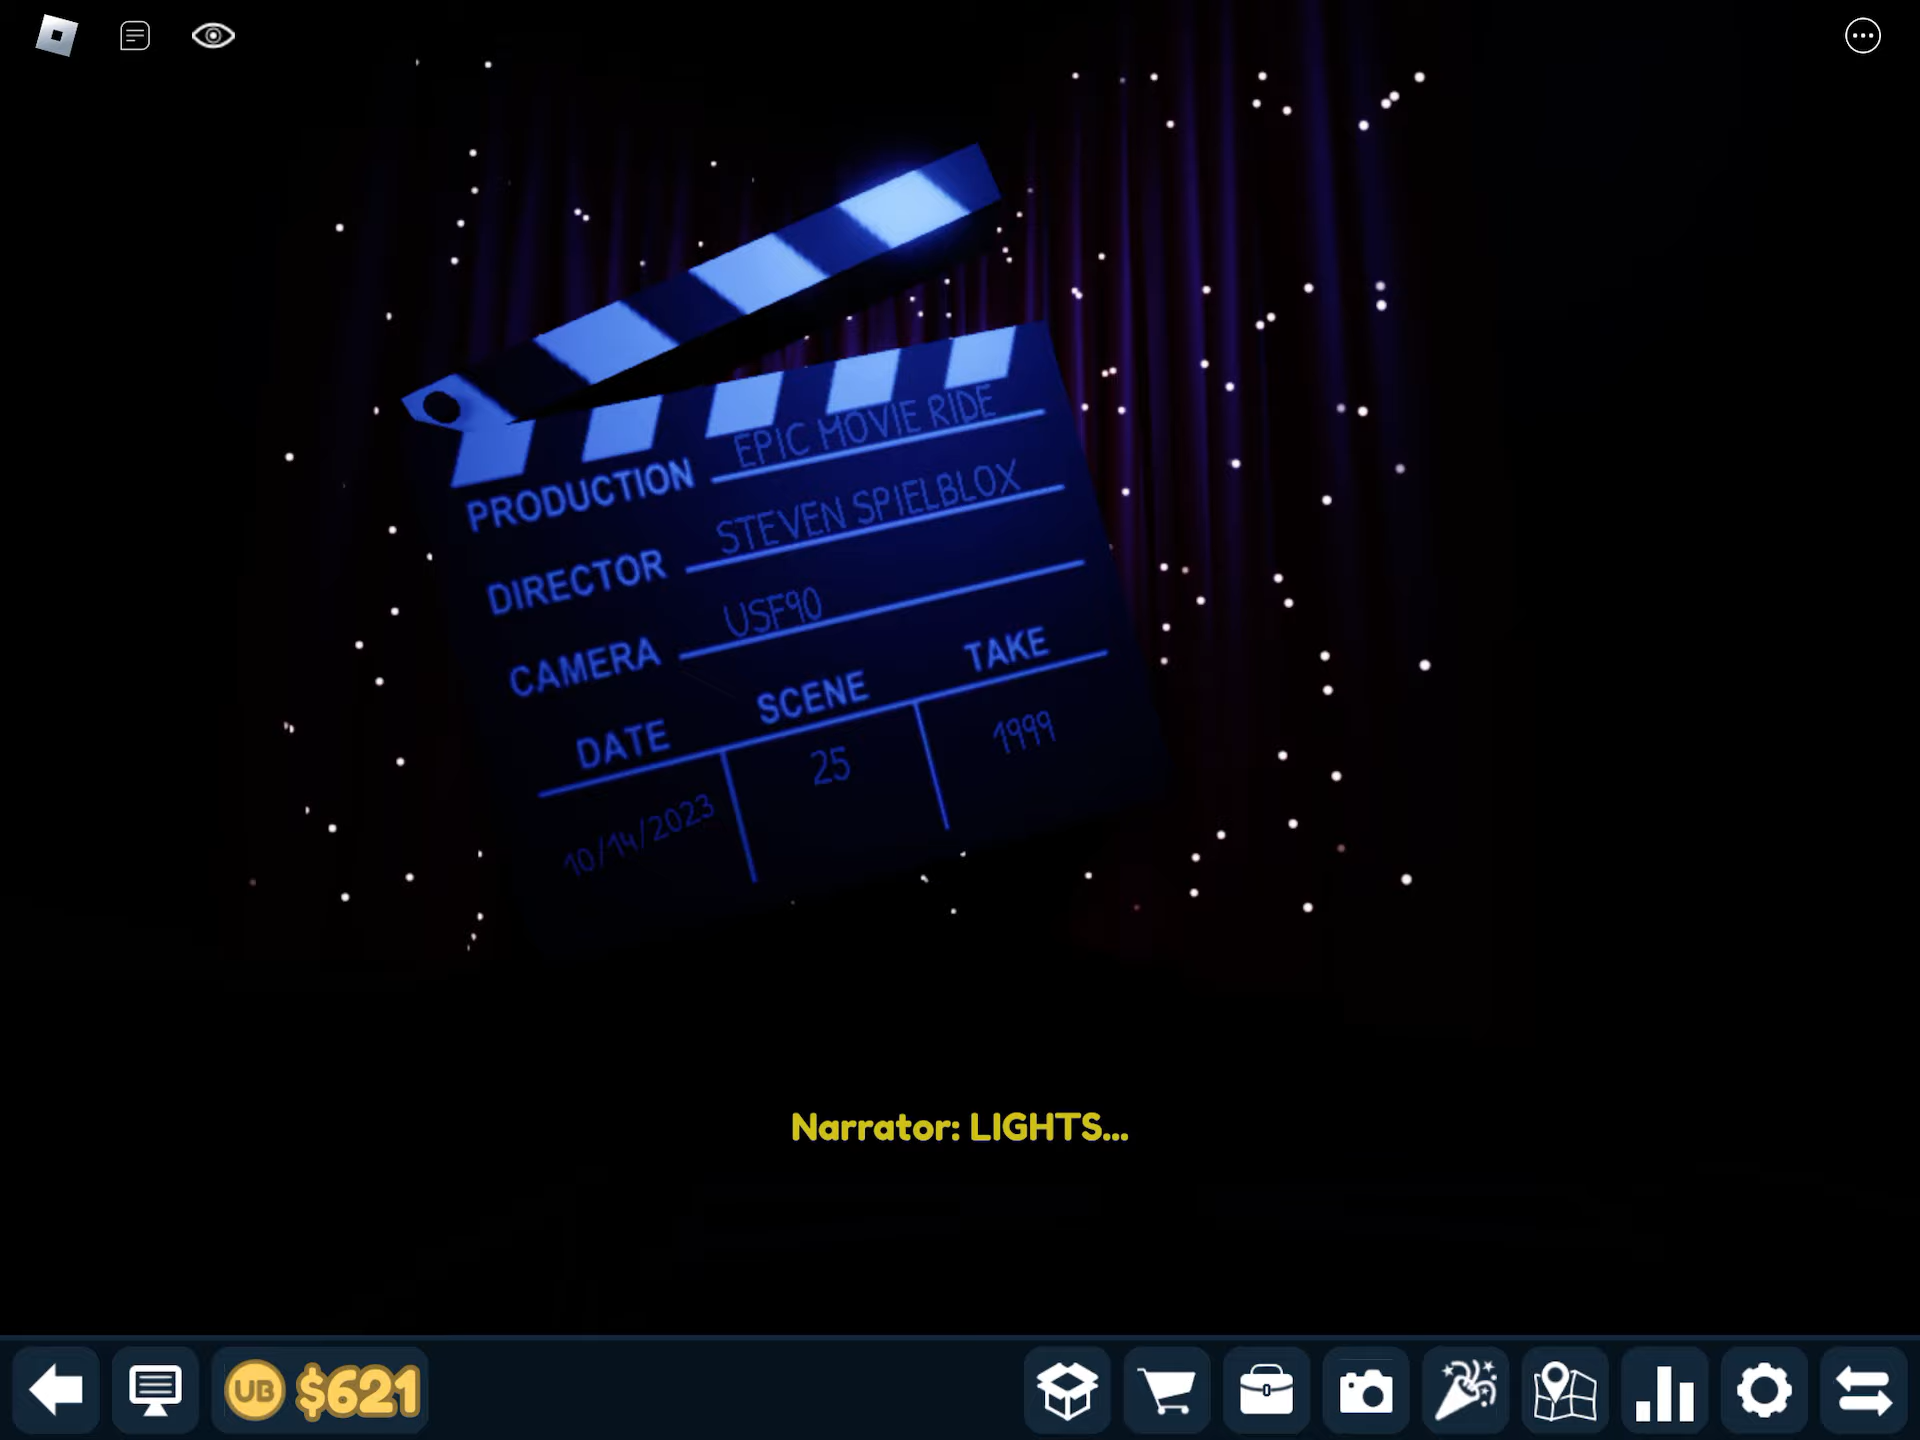 EPIC MOVIE RIDE
PRODUCTION
STEVEN SPIELBLOX
DIRECTOR
USF90
CAMERA
DATE SCENE TAKE
10/14/2023 25 1999
Narrator: LIGHTS...
UB $621